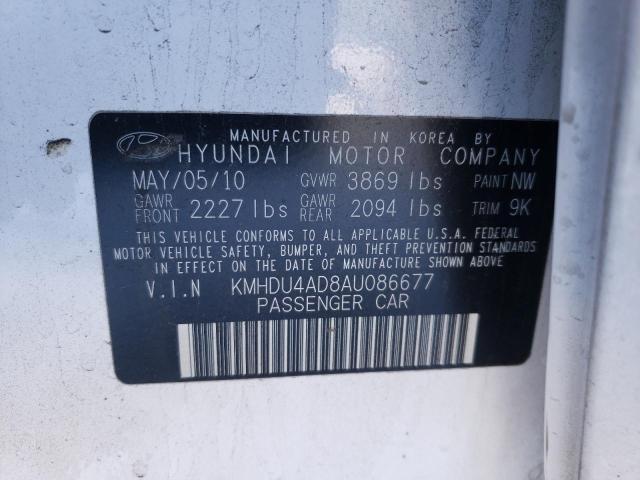 MANUFACTURED IN KOREA BY
HYUNDAI MOTOR COMPANY
MAY/05/10 GVWR 3869 lbs PAINT NW
GAWR FRONT 2227 lbs GAWR REAR 2094 lbs TRIM 9K
THIS VEHICLE CONFORMS TO ALL APPLICABLE U.S.A. FEDERAL
MOTOR VEHICLE SAFETY, BUMPER, AND THEFT PREVENTION STANDARDS
IN EFFECT ON THE DATE OF MANUFACTURE SHOWN ABOVE.
V.I.N KMHDU4AD8AU086677
PASSENGER CAR